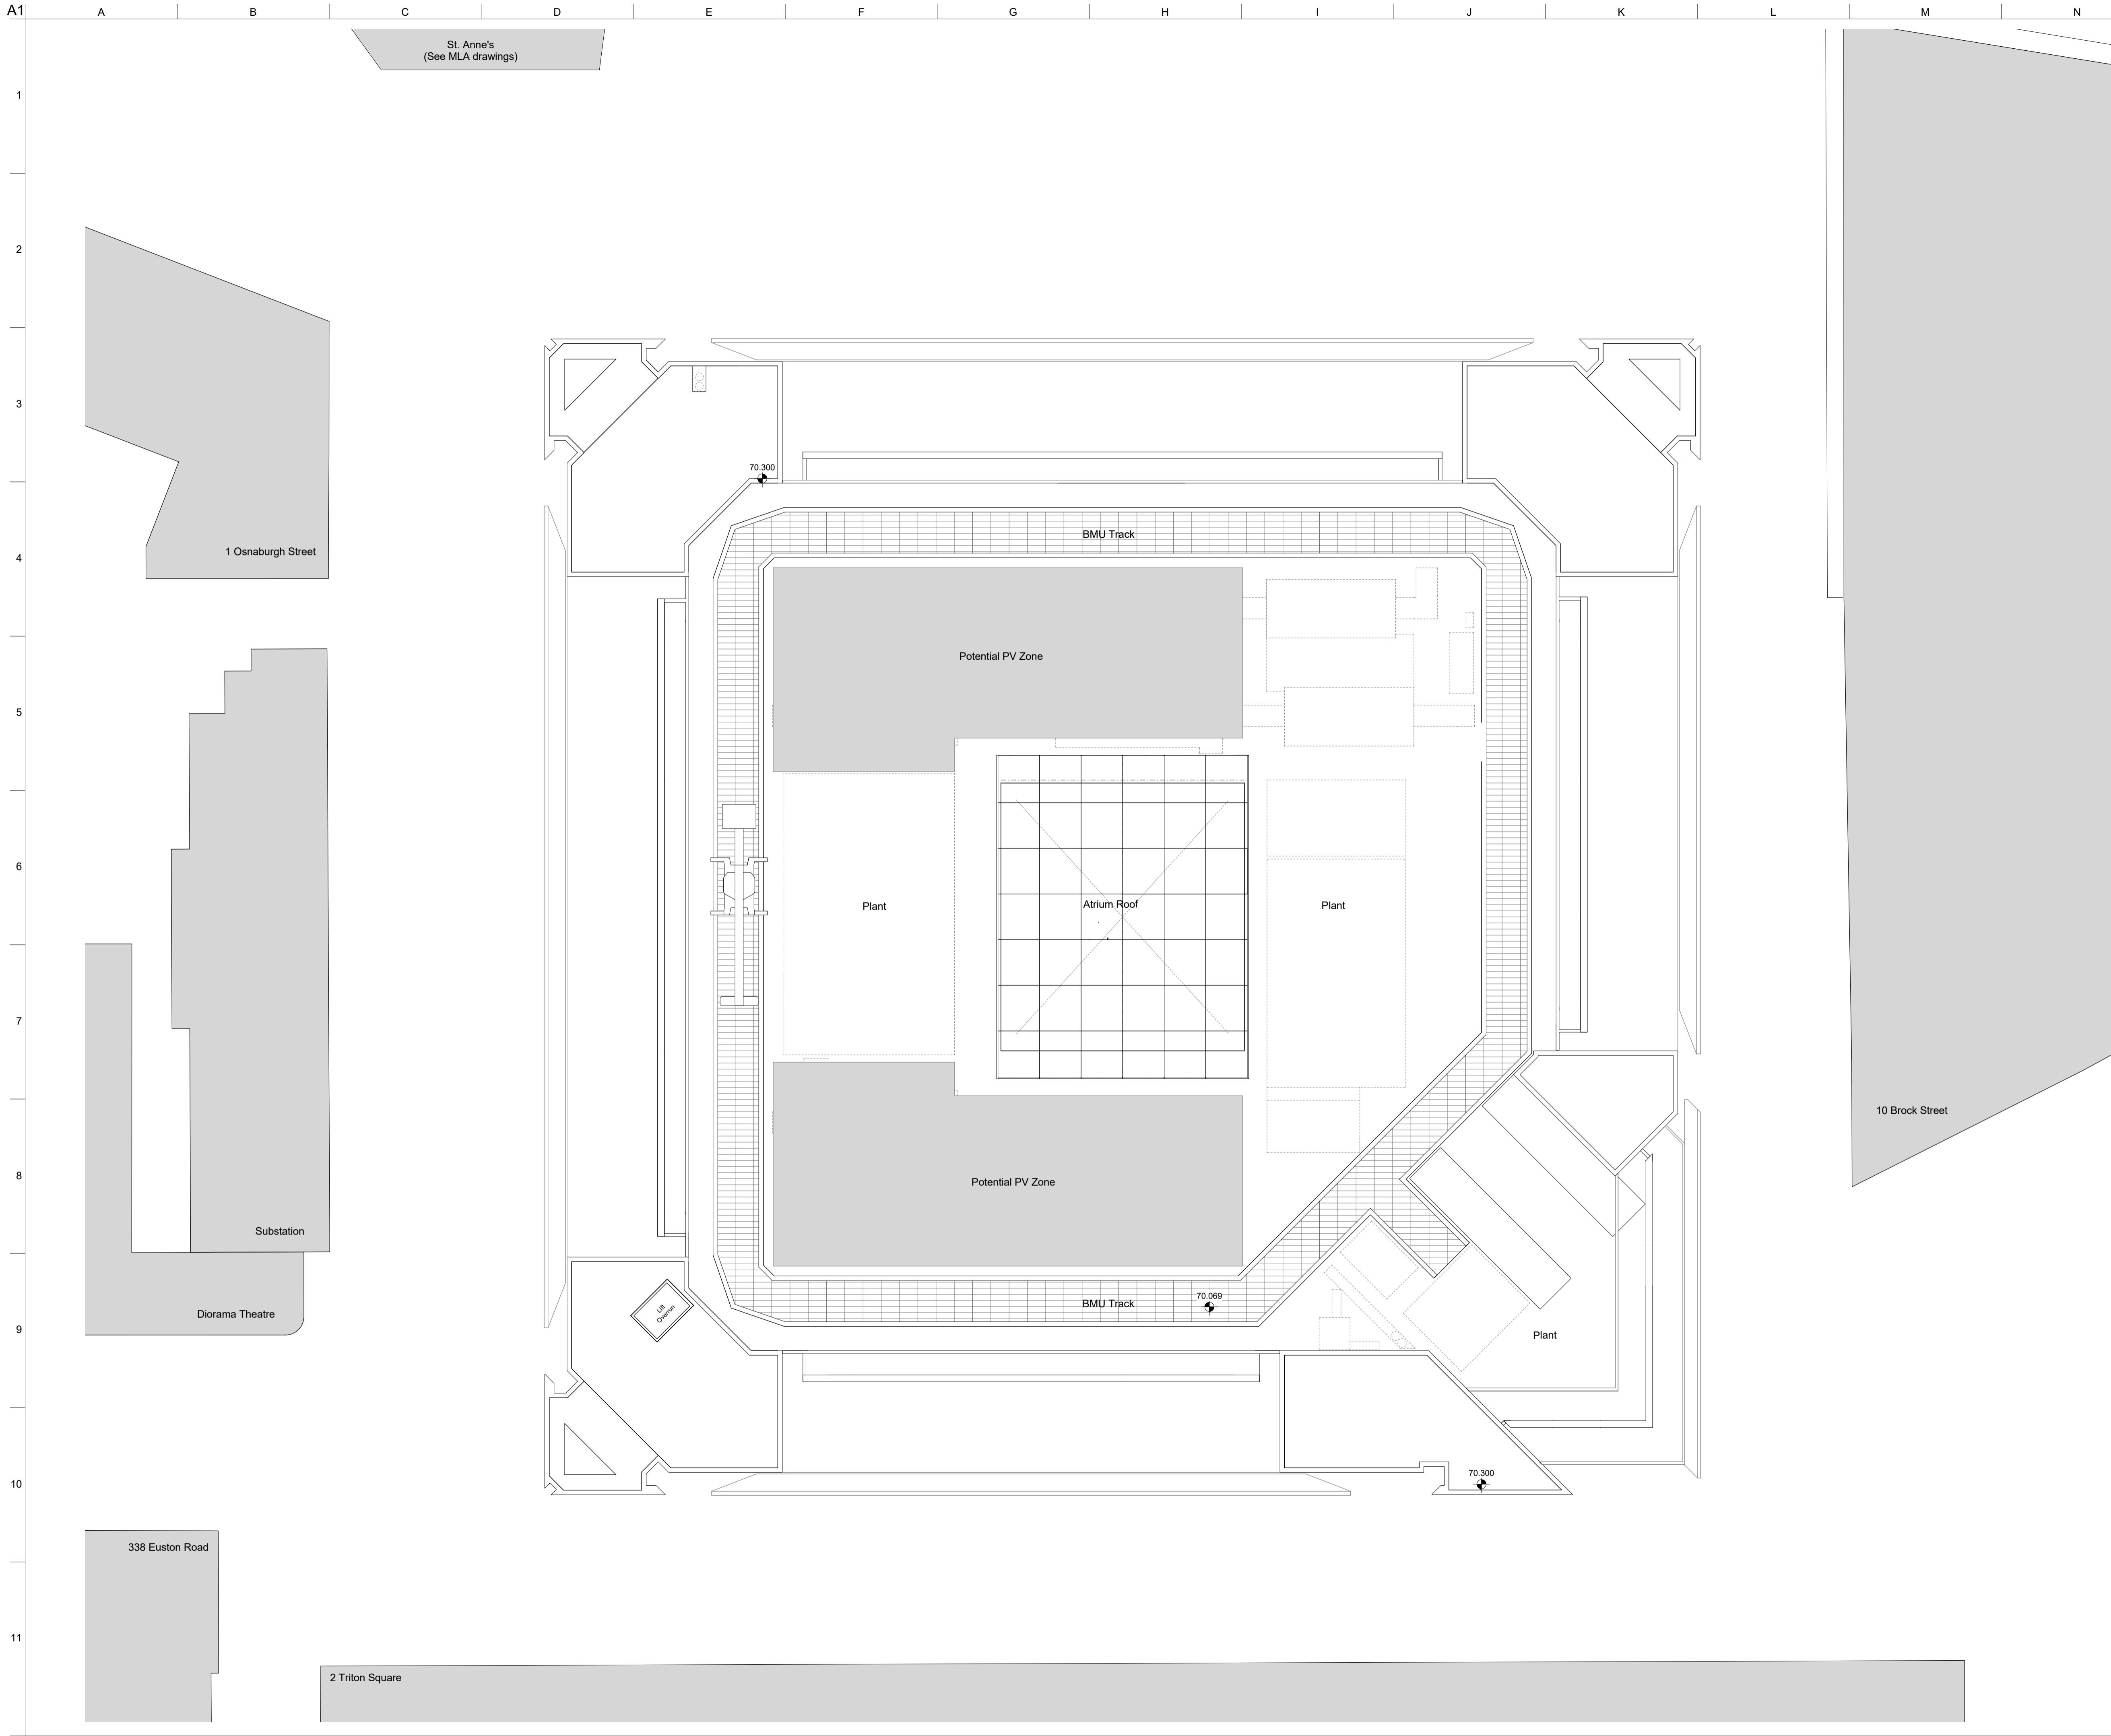 A1
A B C D E F G H I J K L M N
St. Anne's
(See MLA drawings)
1
2
3
70.300
BMU Track
1 Osnaburgh Street
4
Potential PV Zone
5
6
Plant
Atrium Roof
Plant
7
10 Brock Street
8
Potential PV Zone
Substation
Lift
Overrun
70.069
BMU Track
Diorama Theatre
9
Plant
70.300
10
338 Euston Road
11
2 Triton Square